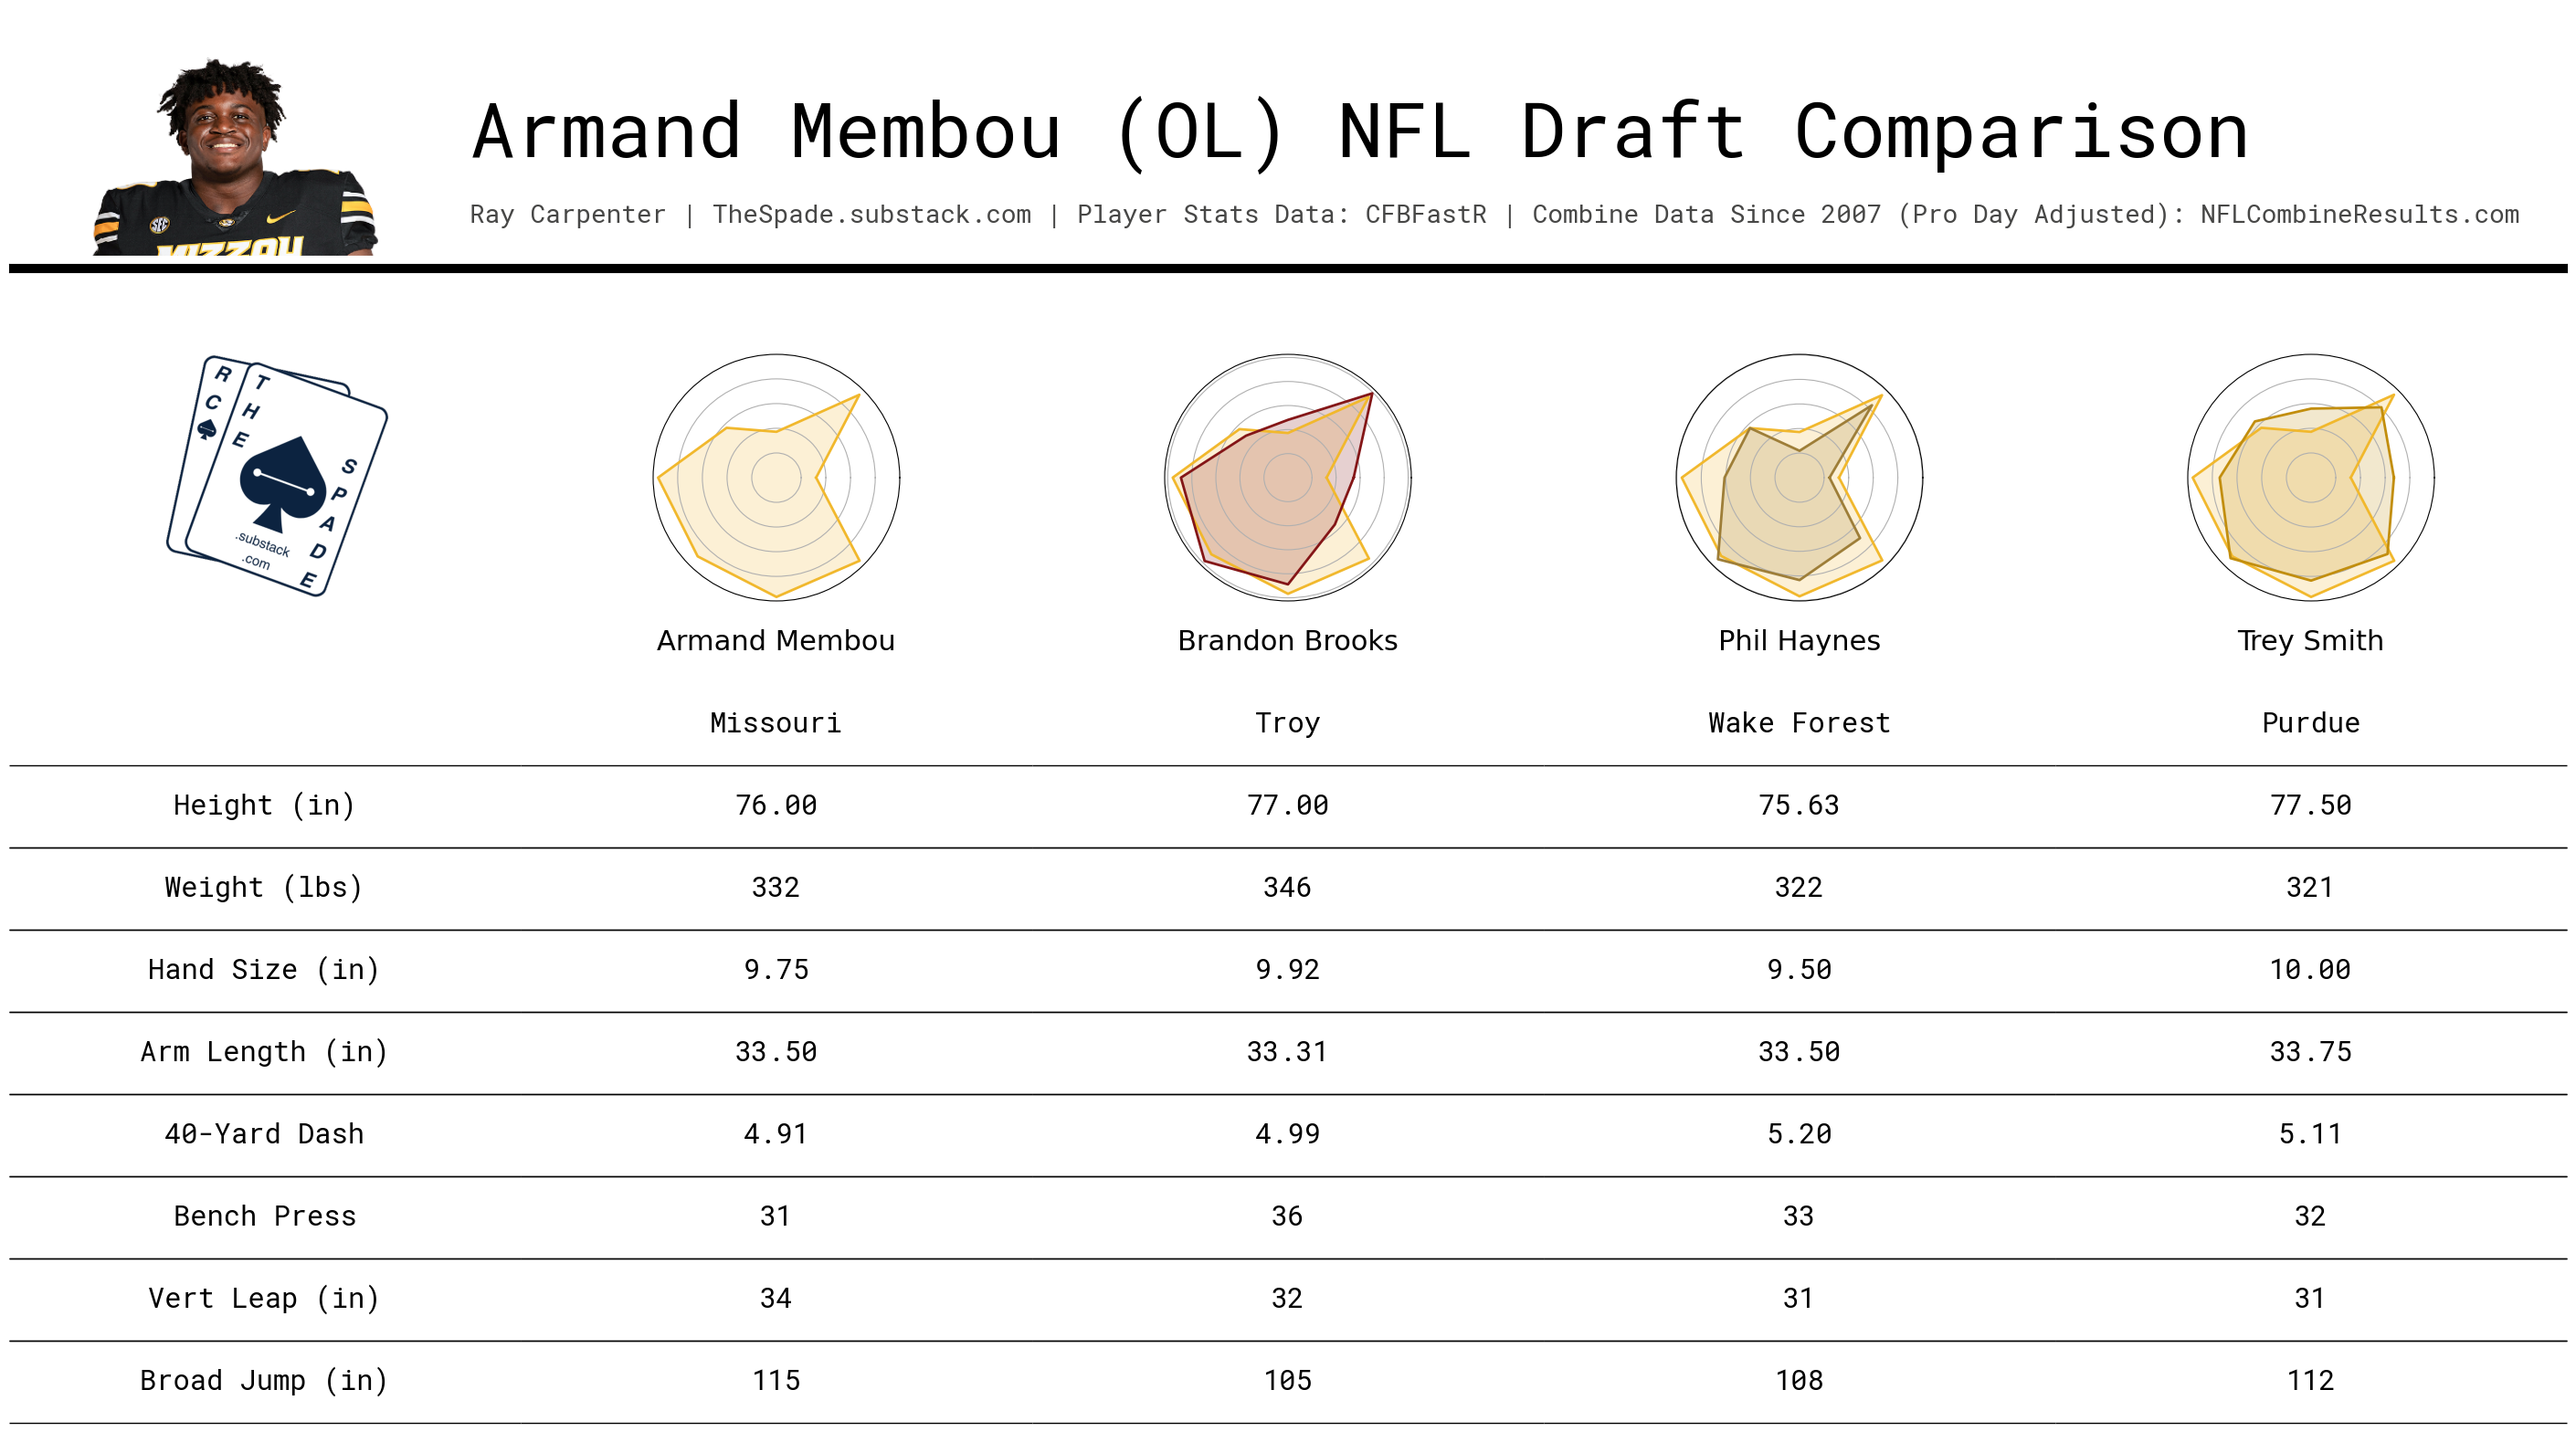 Armand Membou (OL) NFL Draft Comparison
Ray Carpenter | TheSpade.substack.com | Player Stats Data: CFBFastR | Combine Data Since 2007 (Pro Day Adjusted): NFLCombineResults.com
SEC
MIZZOU
RC
THE SPADE
.substack
.com
Armand Membou Brandon Brooks Phil Haynes Trey Smith
Missouri Troy Wake Forest Purdue
Height (in) 76.00 77.00 75.63 77.50
Weight (lbs) 332 346 322 321
Hand Size (in) 9.75 9.92 9.50 10.00
Arm Length (in) 33.50 33.31 33.50 33.75
40-Yard Dash 4.91 4.99 5.20 5.11
Bench Press 31 36 33 32
Vert Leap (in) 34 32 31 31
Broad Jump (in) 115 105 108 112